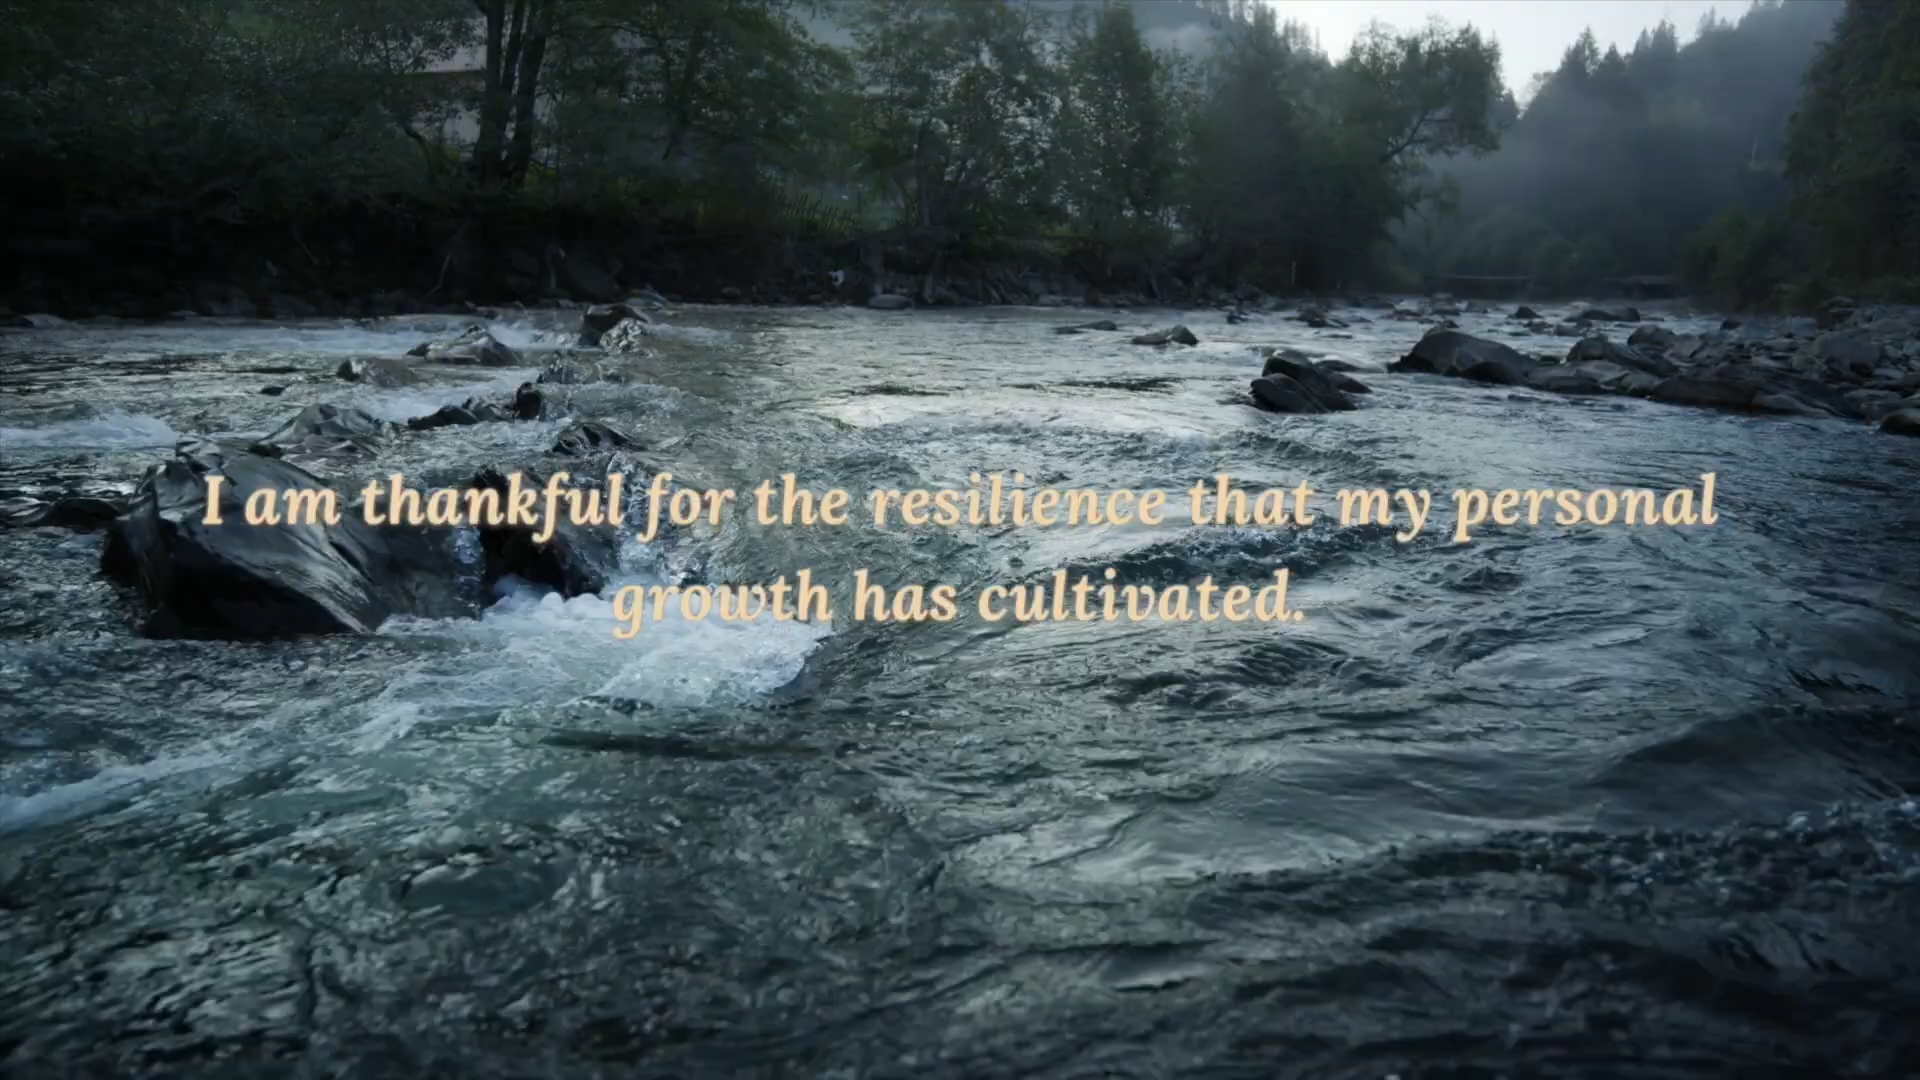 I am thankful for the resilience that my personal
growth has cultivated.